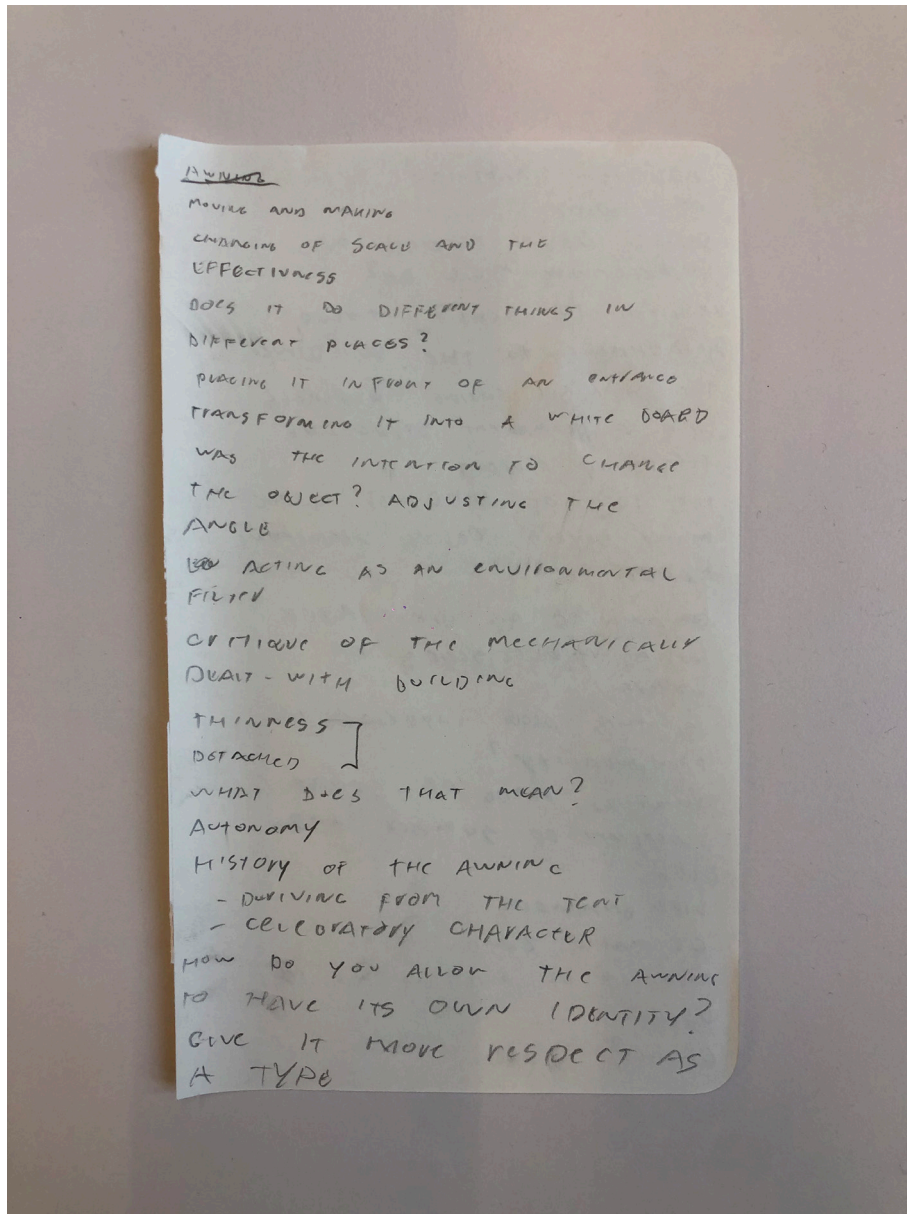 AWNING
MOVING AND MAKING
CHANGING OF SCALE AND THE
EFFECTIVNESS
DOES IT DO DIFFERENT THINGS IN
DIFFERENT PLACES?
PLACING IT IN FRONT OF AN ENTRANCE
TRANSFORMING IT INTO A WHITE BOARD
WAS THE INTENTION TO CHANGE
THE OBJECT? ADJUSTING THE
ANGLE
ACTING AS AN ENVIRONMENTAL
FILTER
CRITIQUE OF THE MECHANICALLY
DEALT-WITH BUILDING
THINNESS
DETACHED
WHAT DOES THAT MEAN?
AUTONOMY
HISTORY OF THE AWNING
- DERIVING FROM THE TENT
- CELEBRATORY CHARACTER
HOW DO YOU ALLOW THE AWNING
TO HAVE ITS OWN IDENTITY?
GIVE IT MORE RESPECT AS
A TYPE